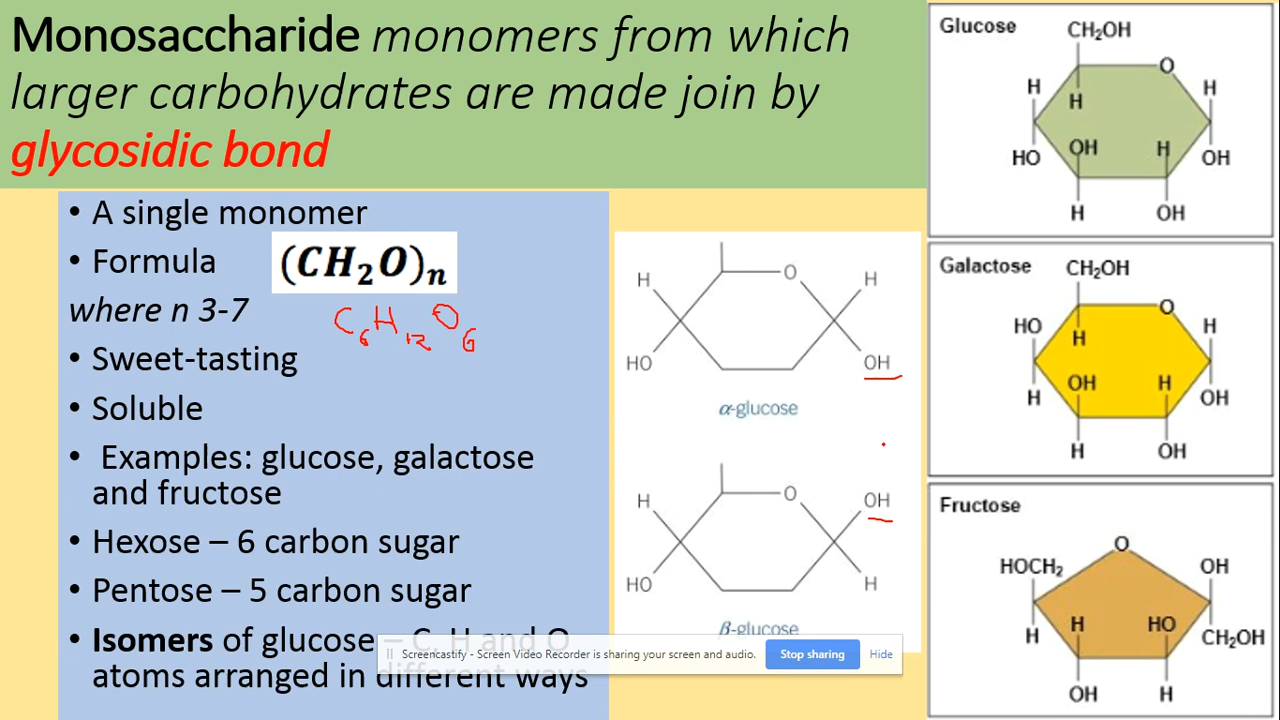 Monosaccharide monomers from which
larger carbohydrates are made join by
glycosidic bond
• A single monomer
• Formula (CH₂O)ₙ
where n 3-7
C₆H₁₂O₆
• Sweet-tasting
• Soluble
• Examples: glucose, galactose
and fructose
• Hexose – 6 carbon sugar
• Pentose – 5 carbon sugar
• Isomers of glucose – C, H and O
atoms arranged in different ways
O
H H
HO OH
α-glucose
O
H OH
HO H
β-glucose
Glucose
CH₂OH
O
H H H
HO OH H OH
H OH
Galactose
CH₂OH
O
HO H H
H OH H OH
H OH
Fructose
O
HOCH₂ OH
H H HO CH₂OH
OH H
Screencastify - Screen Video Recorder is sharing your screen and audio. Stop sharing Hide